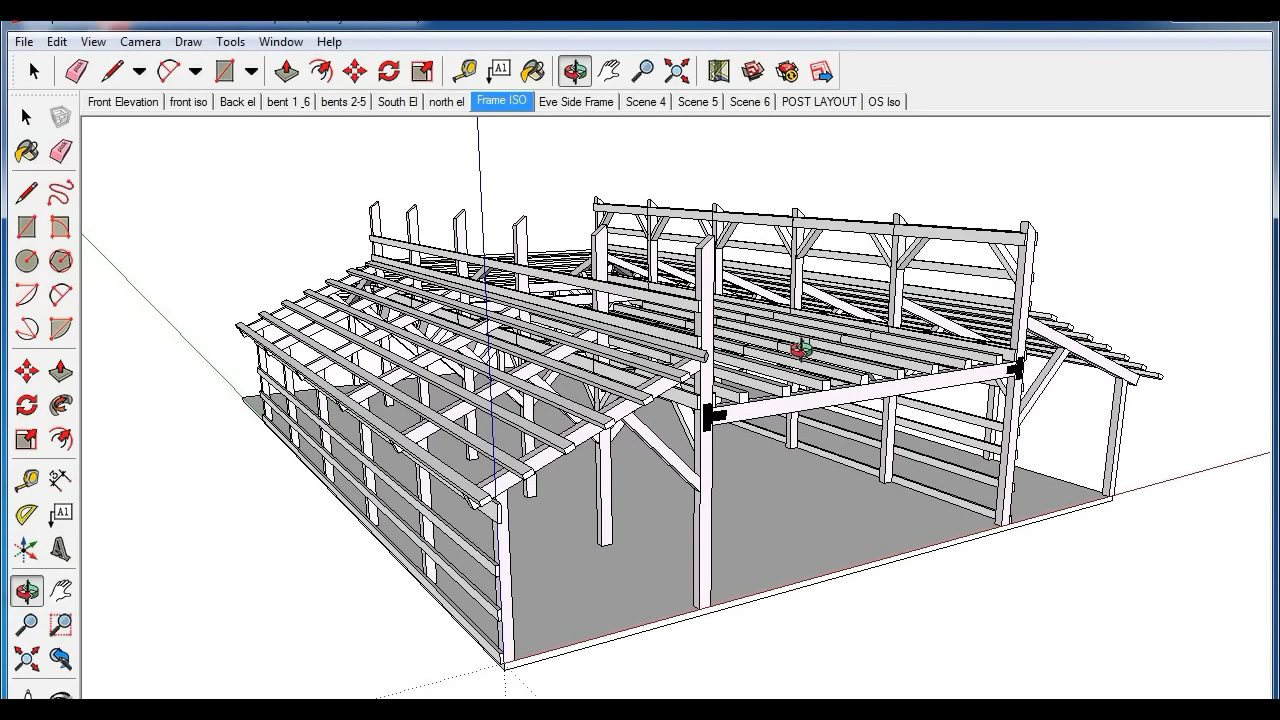 File Edit View Camera Draw Tools Window Help
A1
Front Elevation front iso Back el bent 1 _6 bents 2-5 South El north el Frame ISO Eve Side Frame Scene 4 Scene 5 Scene 6 POST LAYOUT OS Iso
A1